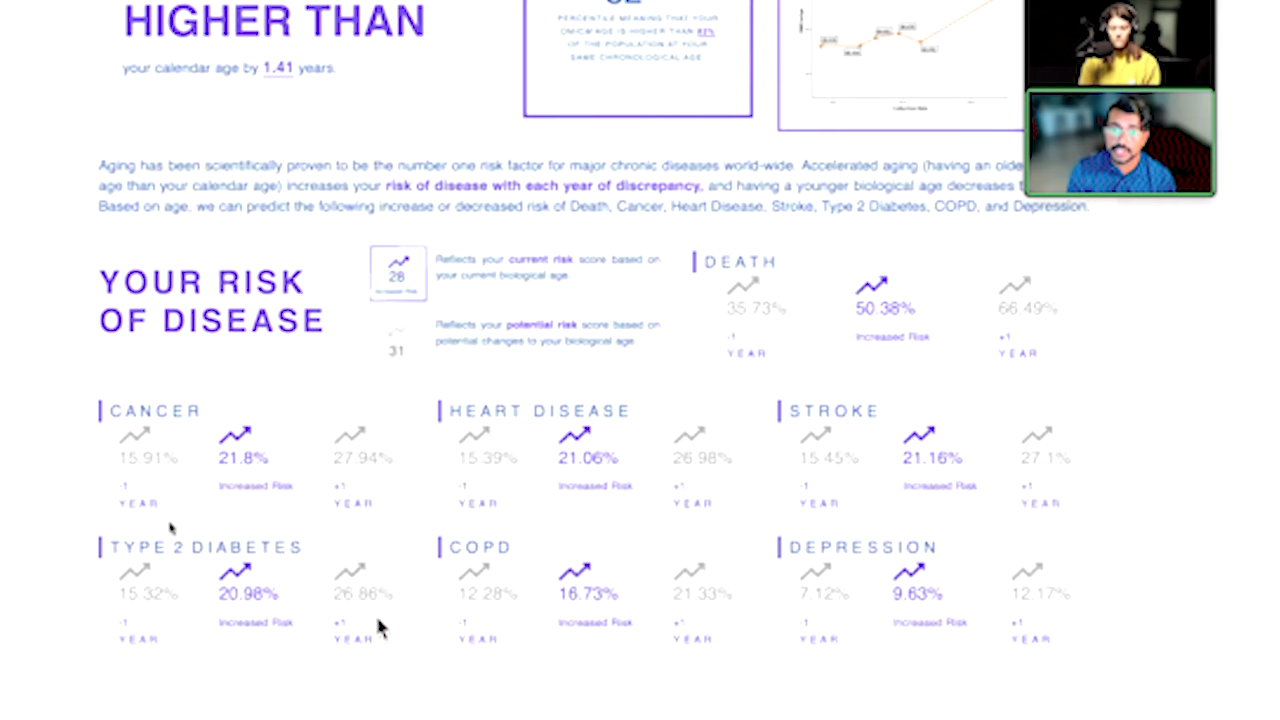 HIGHER THAN
your calendar age by 1.41 years.
PERCENTILE MEANING THAT YOUR
OMICM AGE IS HIGHER THAN
OF THE POPULATION AT YOUR
SAME CHRONOLOGICAL AGE
Aging has been scientifically proven to be the number one risk factor for major chronic diseases world-wide. Accelerated aging (having an olde
age than your calendar age) increases your risk of disease with each year of discrepancy, and having a younger biological age decreases t
Based on age, we can predict the following increase or decreased risk of Death, Cancer, Heart Disease, Stroke, Type 2 Diabetes, COPD, and Depression.
YOUR RISK
OF DISEASE
28
Increased Risk
Reflects your current risk score based on
your current biological age
31
Reflects your potential risk score based on
potential changes to your biological age
DEATH
35.73% 50.38% 66.49%
-1 Increased Risk +1
YEAR YEAR
CANCER
15.91% 21.8% 27.94%
-1 Increased Risk +1
YEAR YEAR
HEART DISEASE
15.39% 21.06% 26.98%
-1 Increased Risk +1
YEAR YEAR
STROKE
15.45% 21.16% 27.1%
-1 Increased Risk +1
YEAR YEAR
TYPE 2 DIABETES
15.32% 20.98% 26.86%
-1 Increased Risk +1
YEAR YEAR
COPD
12.28% 16.73% 21.33%
-1 Increased Risk +1
YEAR YEAR
DEPRESSION
7.12% 9.63% 12.17%
-1 Increased Risk +1
YEAR YEAR